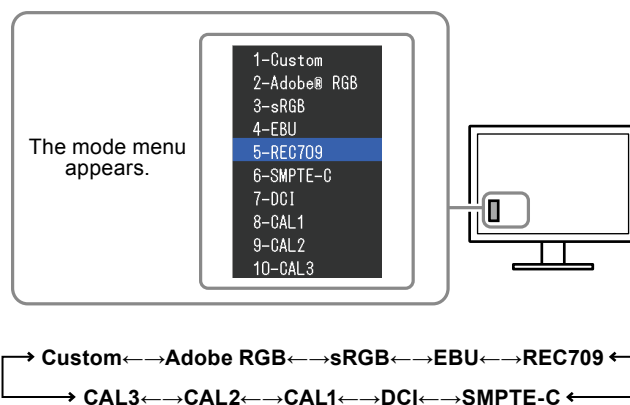 The mode menu
appears.
1-Custom
2-Adobe® RGB
3-sRGB
4-EBU
5-REC709
6-SMPTE-C
7-DCI
8-CAL1
9-CAL2
10-CAL3
Custom←→Adobe RGB←→sRGB←→EBU←→REC709
CAL3←→CAL2←→CAL1←→DCI←→SMPTE-C